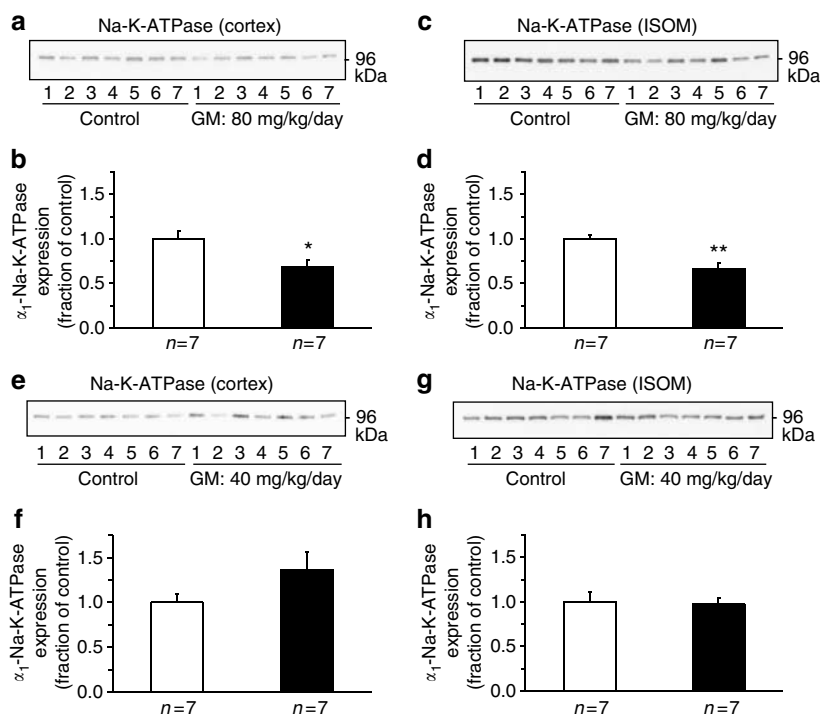 a
Na-K-ATPase (cortex)
96
kDa
1 2 3 4 5 6 7 1 2 3 4 5 6 7
Control GM: 80 mg/kg/day
b
α₁-Na-K-ATPase
expression
(fraction of control)
1.5
1.0
0.5
0.0
*
n=7 n=7
c
Na-K-ATPase (ISOM)
96
kDa
1 2 3 4 5 6 7 1 2 3 4 5 6 7
Control GM: 80 mg/kg/day
d
α₁-Na-K-ATPase
expression
(fraction of control)
1.5
1.0
0.5
0.0
**
n=7 n=7
e
Na-K-ATPase (cortex)
96
kDa
1 2 3 4 5 6 7 1 2 3 4 5 6 7
Control GM: 40 mg/kg/day
f
α₁-Na-K-ATPase
expression
(fraction of control)
1.5
1.0
0.5
0.0
n=7 n=7
g
Na-K-ATPase (ISOM)
96
kDa
1 2 3 4 5 6 7 1 2 3 4 5 6 7
Control GM: 40 mg/kg/day
h
α₁-Na-K-ATPase
expression
(fraction of control)
1.5
1.0
0.5
0.0
n=7 n=7